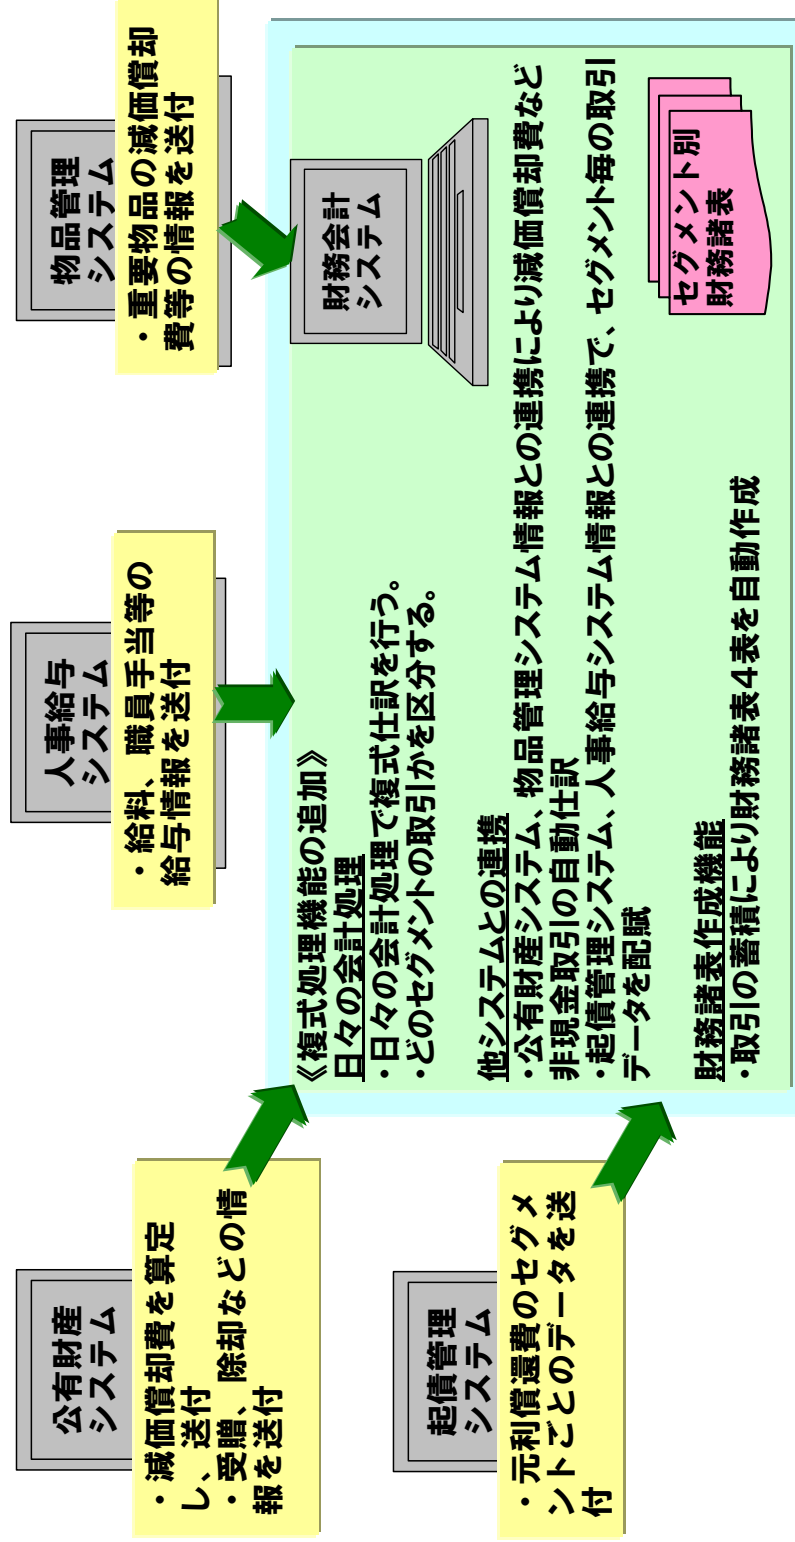 公有財産
システム
・減価償却費を算定
し、送付
・受贈、除却などの情
報を送付
人事給与
システム
・給料、職員手当等の
給与情報を送付
物品管理
システム
・重要物品の減価償却
費等の情報を送付
起債管理
システム
・元利償還費のセグメ
ントごとのデータを送
付
《複式処理機能の追加》
日々の会計処理
・日々の会計処理で複式仕訳を行う。
・どのセグメントの取引かを区分する。
他システムとの連携
・公有財産システム、物品管理システム情報との連携により減価償却費など
非現金取引の自動仕訳
・起債管理システム、人事給与システム情報との連携で、セグメント毎の取引
データを配賦
財務諸表作成機能
・取引の蓄積により財務諸表４表を自動作成
財務会計
システム
セグメント別
財務諸表